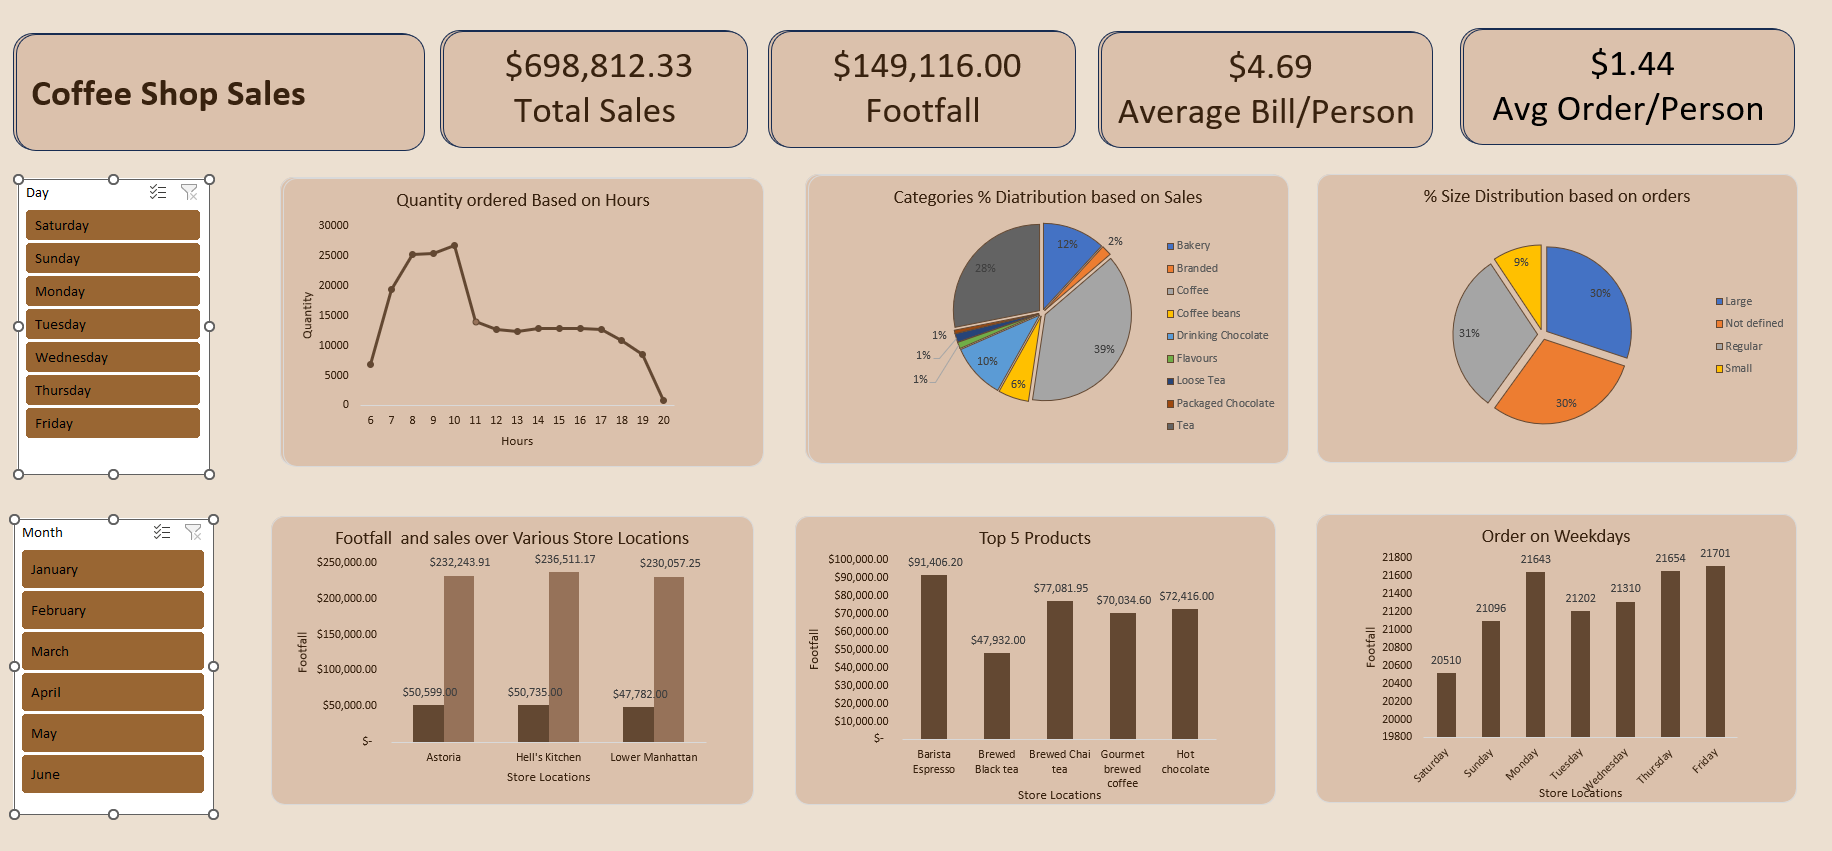 Coffee Shop Sales
$698,812.33
Total Sales
$149,116.00
Footfall
$4.69
Average Bill/Person
$1.44
Avg Order/Person
Day
Saturday
Sunday
Monday
Tuesday
Wednesday
Thursday
Friday
Quantity ordered Based on Hours
30000
25000
20000
15000
10000
5000
0
Quantity
6 7 8 9 10 11 12 13 14 15 16 17 18 19 20
Hours
Categories % Diatribution based on Sales
12%
2%
39%
6%
10%
1%
1%
1%
28%
Bakery
Branded
Coffee
Coffee beans
Drinking Chocolate
Flavours
Loose Tea
Packaged Chocolate
Tea
% Size Distribution based on orders
30%
30%
31%
9%
Large
Not defined
Regular
Small
Month
January
February
March
April
May
June
Footfall  and sales over Various Store Locations
$250,000.00
$200,000.00
$150,000.00
$100,000.00
$50,000.00
$-
Footfall
$232,243.91
$236,511.17
$230,057.25
$50,599.00
$50,735.00
$47,782.00
Astoria
Hell's Kitchen
Lower Manhattan
Store Locations
Top 5 Products
$100,000.00
$90,000.00
$80,000.00
$70,000.00
$60,000.00
$50,000.00
$40,000.00
$30,000.00
$20,000.00
$10,000.00
$-
Footfall
$91,406.20
$47,932.00
$77,081.95
$70,034.60
$72,416.00
Barista
Espresso
Brewed
Black tea
Brewed Chai
tea
Gourmet
brewed
coffee
Hot
chocolate
Store Locations
Order on Weekdays
21800
21600
21400
21200
21000
20800
20600
20400
20200
20000
19800
Footfall
20510
21096
21643
21202
21310
21654
21701
Saturday
Sunday
Monday
Tuesday
Wednesday
Thursday
Friday
Store Locations